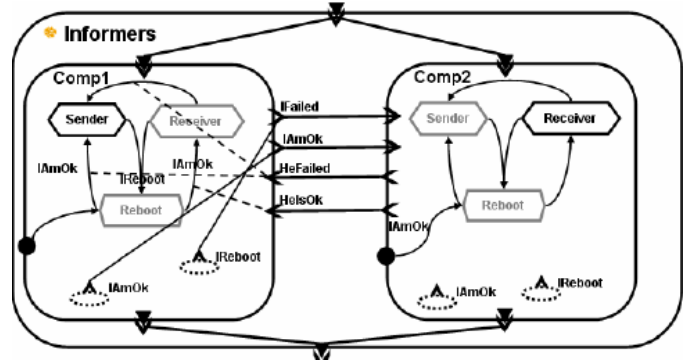 Informers
Comp1
Comp2
IFailed
Sender
Receiver
Sender
Receiver
IAmOk
HeFailed
IAmOk
IAmOk
IReboot
Reboot
HeIsOk
Reboot
IAmOk
IReboot
IAmOk
IAmOk
IReboot